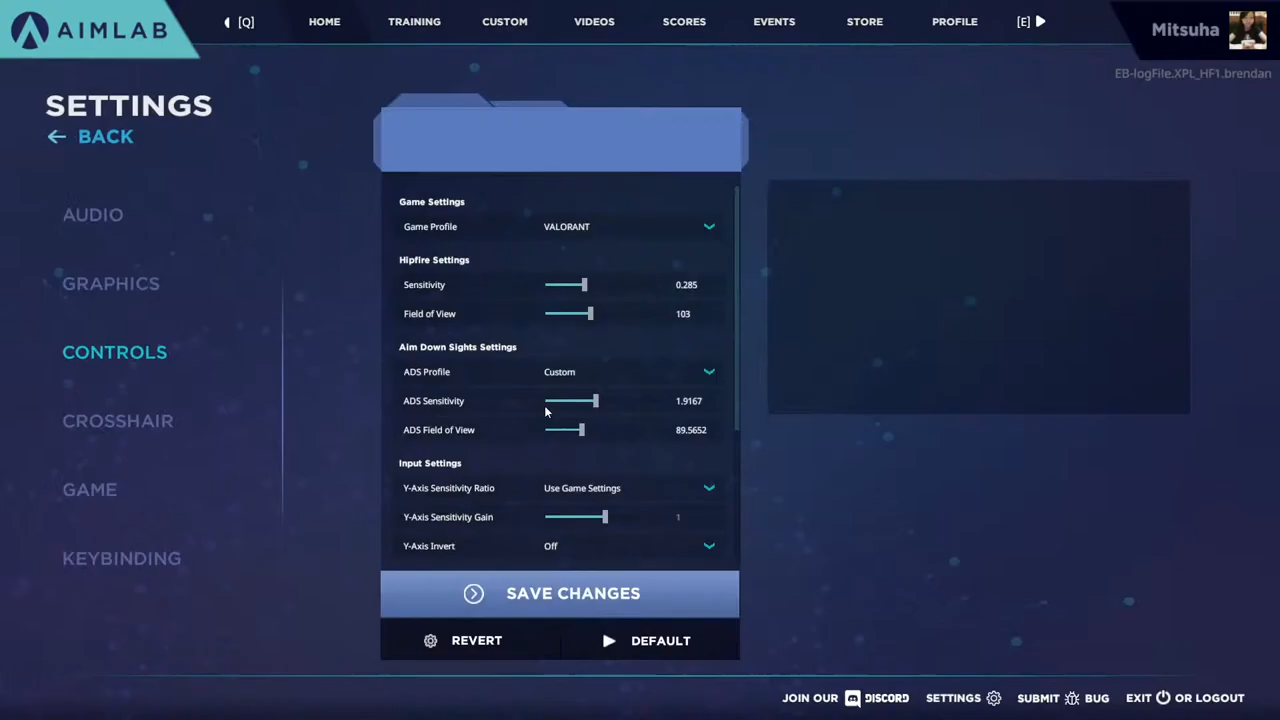 AIMLAB
[Q]
HOME
TRAINING
CUSTOM
VIDEOS
SCORES
EVENTS
STORE
PROFILE
[E]
Mitsuha
EB-logFile.XPL_HF1.brendan
SETTINGS
BACK
AUDIO
GRAPHICS
CONTROLS
CROSSHAIR
GAME
KEYBINDING
Game Settings
Game Profile VALORANT
Hipfire Settings
Sensitivity 0.285
Field of View 103
Aim Down Sights Settings
ADS Profile Custom
ADS Sensitivity 1.9167
ADS Field of View 89.5652
Input Settings
Y-Axis Sensitivity Ratio Use Game Settings
Y-Axis Sensitivity Gain 1
Y-Axis Invert Off
SAVE CHANGES
REVERT
DEFAULT
JOIN OUR DISCORD
SETTINGS
SUBMIT BUG
EXIT OR LOGOUT